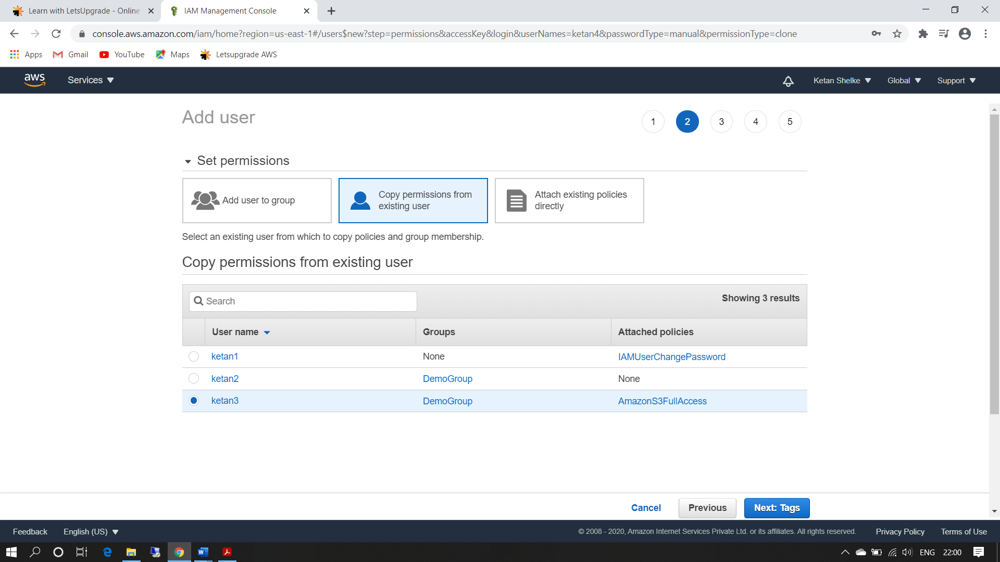 Learn with LetsUpgrade - Online
IAM Management Console
console.aws.amazon.com/iam/home?region=us-east-1#/users$new?step=permissions&accessKey&login&userNames=ketan4&passwordType=manual&permissionType=clone
Apps Gmail YouTube Maps Letsupgrade AWS
aws Services Ketan Shelke Global Support
Add user 1 2 3 4 5
Set permissions
Add user to group
Copy permissions from
existing user
Attach existing policies
directly
Select an existing user from which to copy policies and group membership.
Copy permissions from existing user
Search
Showing 3 results
User name Groups Attached policies
ketan1 None IAMUserChangePassword
ketan2 DemoGroup None
ketan3 DemoGroup AmazonS3FullAccess
Cancel Previous Next: Tags
Feedback English (US) © 2008 - 2020, Amazon Internet Services Private Ltd. or its affiliates. All rights reserved. Privacy Policy Terms of Use
ENG 22:00